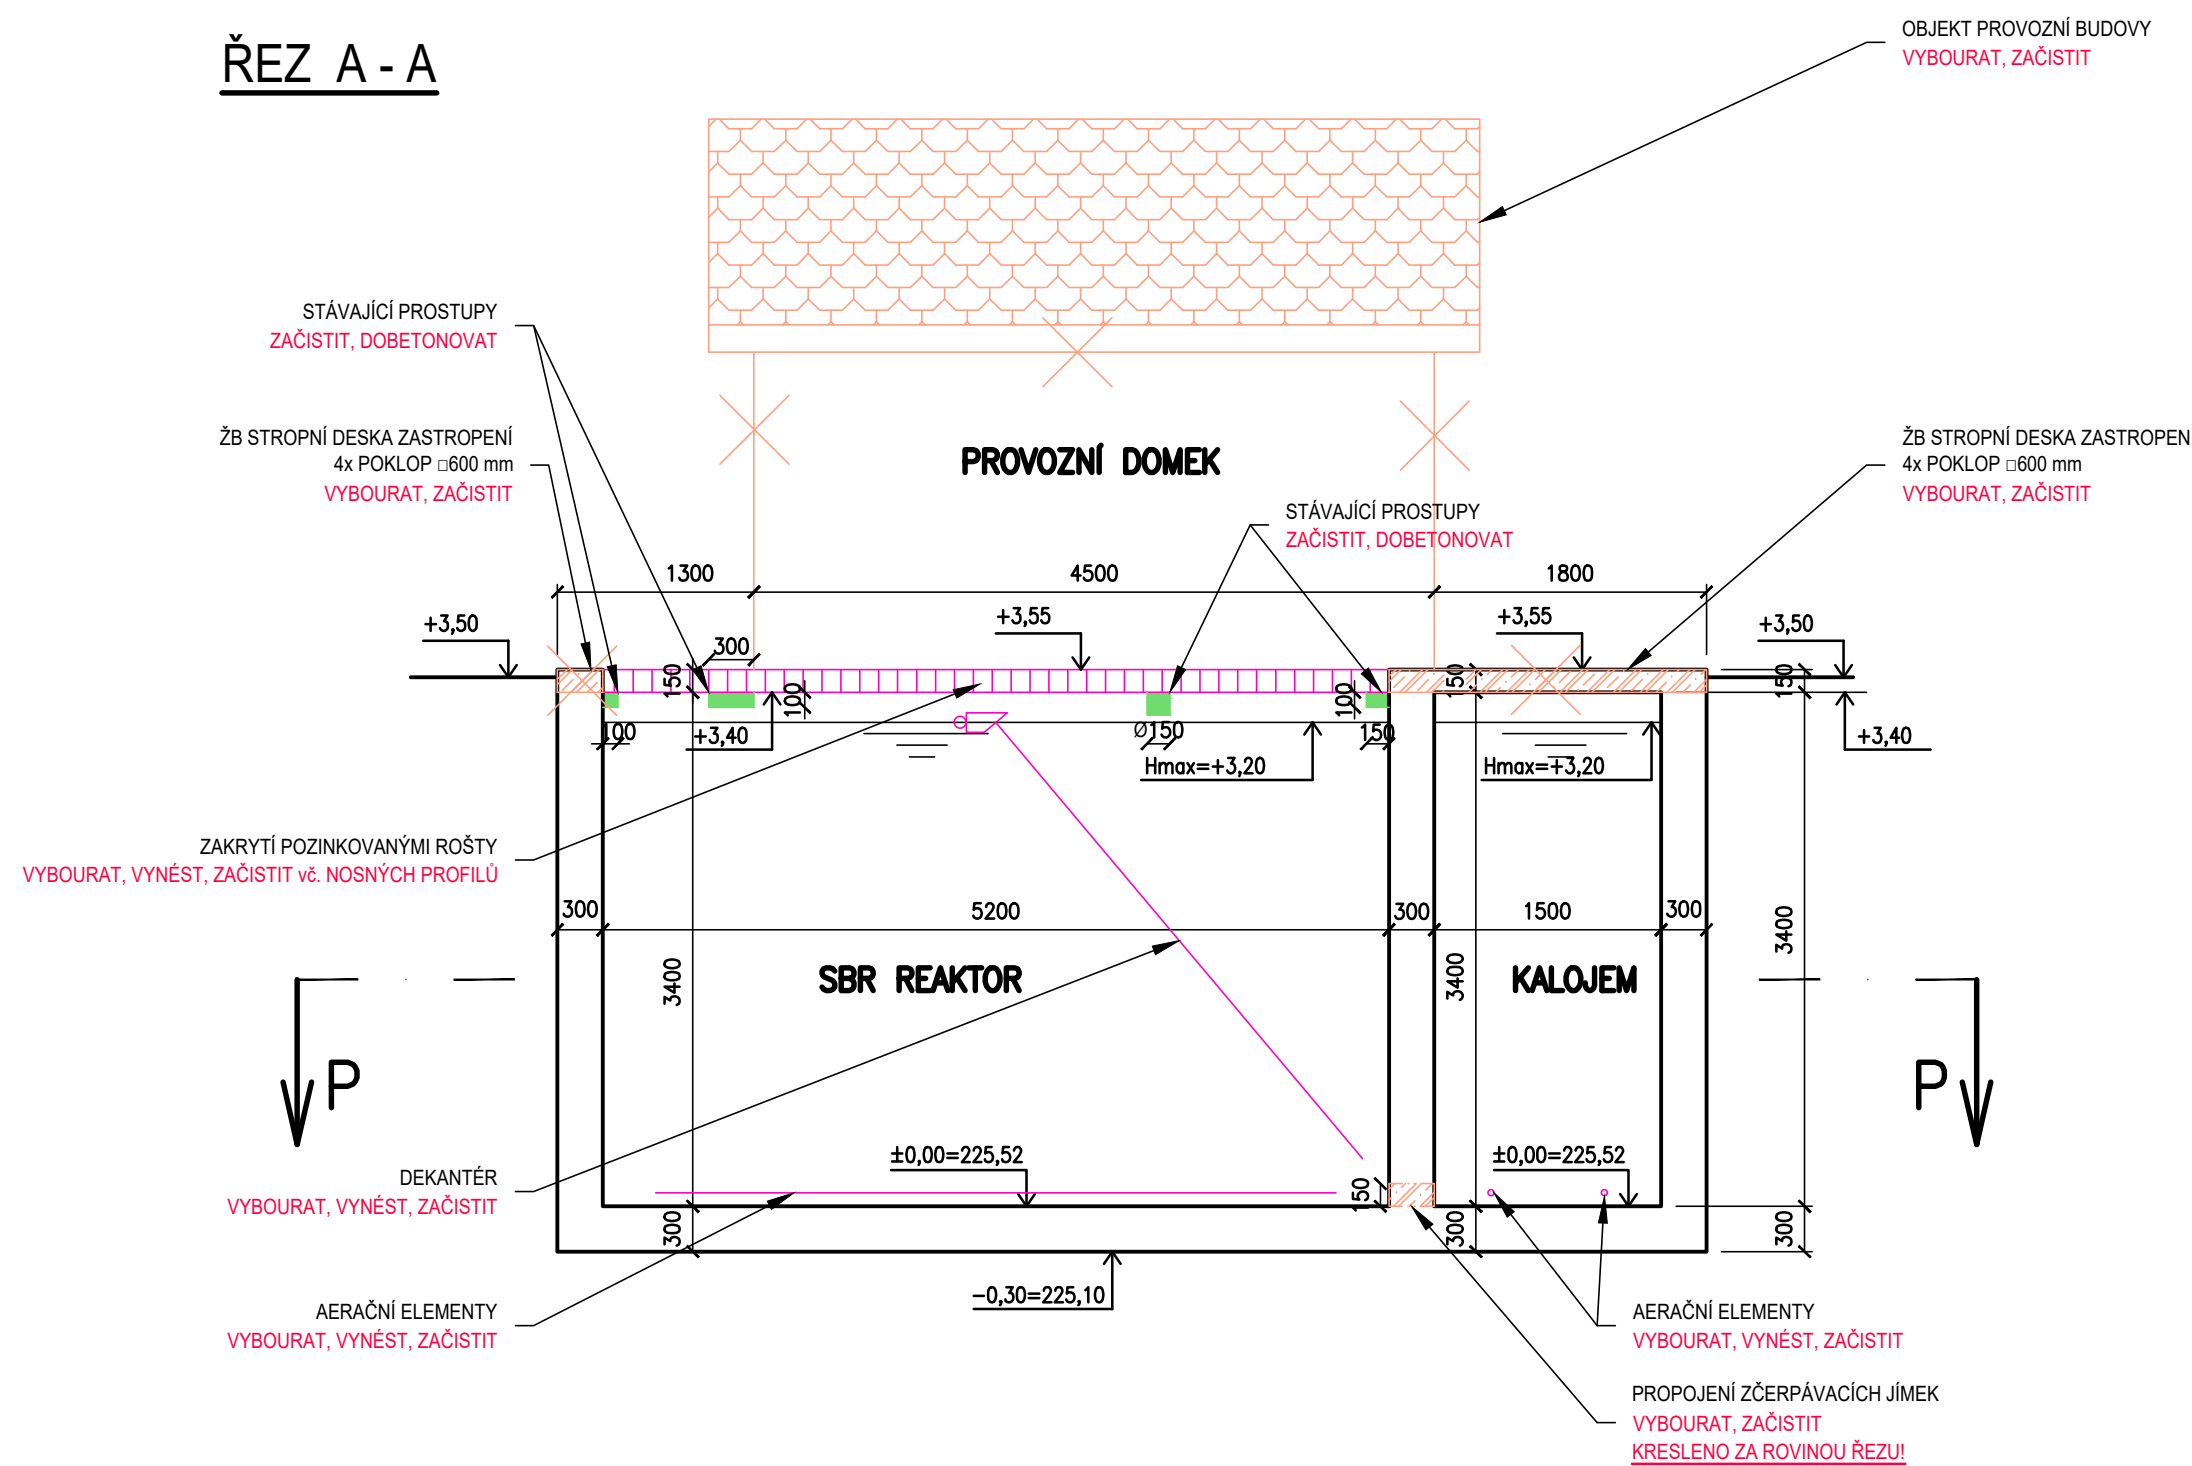 ŘEZ A - A
OBJEKT PROVOZNÍ BUDOVY
VYBOURAT, ZAČISTIT
STÁVAJÍCÍ PROSTUPY
ZAČISTIT, DOBETONOVAT
ŽB STROPNÍ DESKA ZASTROPENÍ
4x POKLOP □600 mm
VYBOURAT, ZAČISTIT
PROVOZNÍ DOMEK
ŽB STROPNÍ DESKA ZASTROPEN
4x POKLOP □600 mm
VYBOURAT, ZAČISTIT
STÁVAJÍCÍ PROSTUPY
ZAČISTIT, DOBETONOVAT
1300
4500
1800
+3,50
+3,55
+3,55
+3,50
300
150
100
100
150
150
100
+3,40
Ø150
150
+3,40
Hmax=+3,20
Hmax=+3,20
ZAKRYTÍ POZINKOVANÝMI ROŠTY
VYBOURAT, VYNÉST, ZAČISTIT vč. NOSNÝCH PROFILŮ
300
5200
300
1500
300
3400
3400
3400
SBR REAKTOR
KALOJEM
P
P
±0,00=225,52
±0,00=225,52
DEKANTÉR
VYBOURAT, VYNÉST, ZAČISTIT
150
300
300
300
-0,30=225,10
AERAČNÍ ELEMENTY
VYBOURAT, VYNÉST, ZAČISTIT
AERAČNÍ ELEMENTY
VYBOURAT, VYNÉST, ZAČISTIT
PROPOJENÍ ZČERPÁVACÍCH JÍMEK
VYBOURAT, ZAČISTIT
KRESLENO ZA ROVINOU ŘEZU!